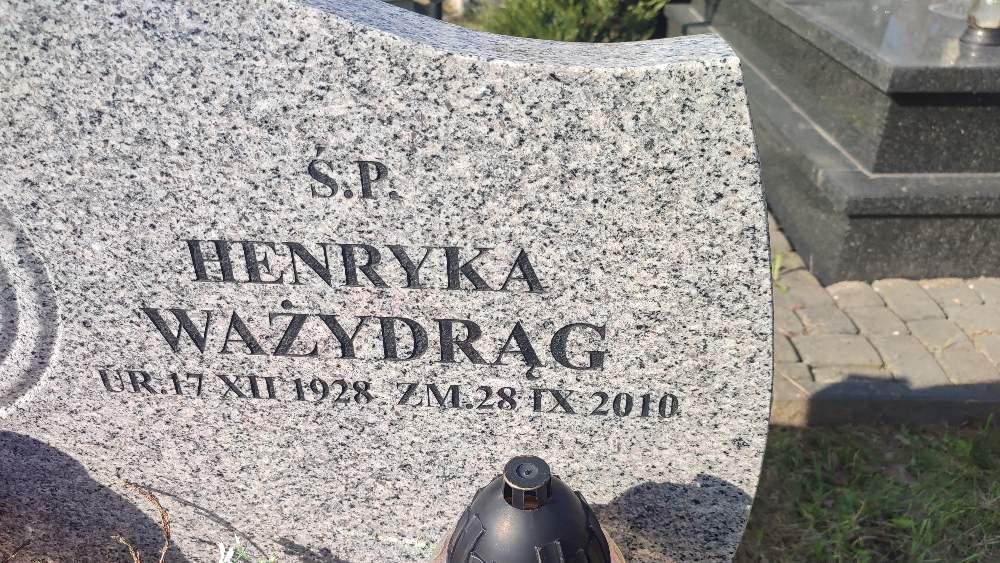 Ś.P.
HENRYKA
WAŻYDRĄG
UR.17 XII 1928 ZM.28 IX 2010